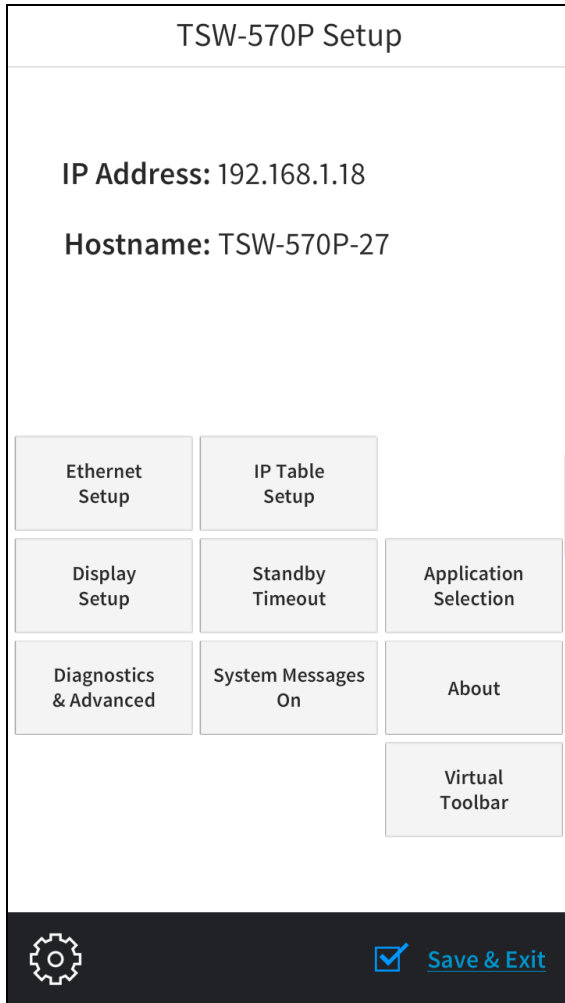 TSW-570P Setup
IP Address: 192.168.1.18
Hostname: TSW-570P-27
Ethernet
Setup
IP Table
Setup
Display
Setup
Standby
Timeout
Application
Selection
Diagnostics
& Advanced
System Messages
On
About
Virtual
Toolbar
Save & Exit